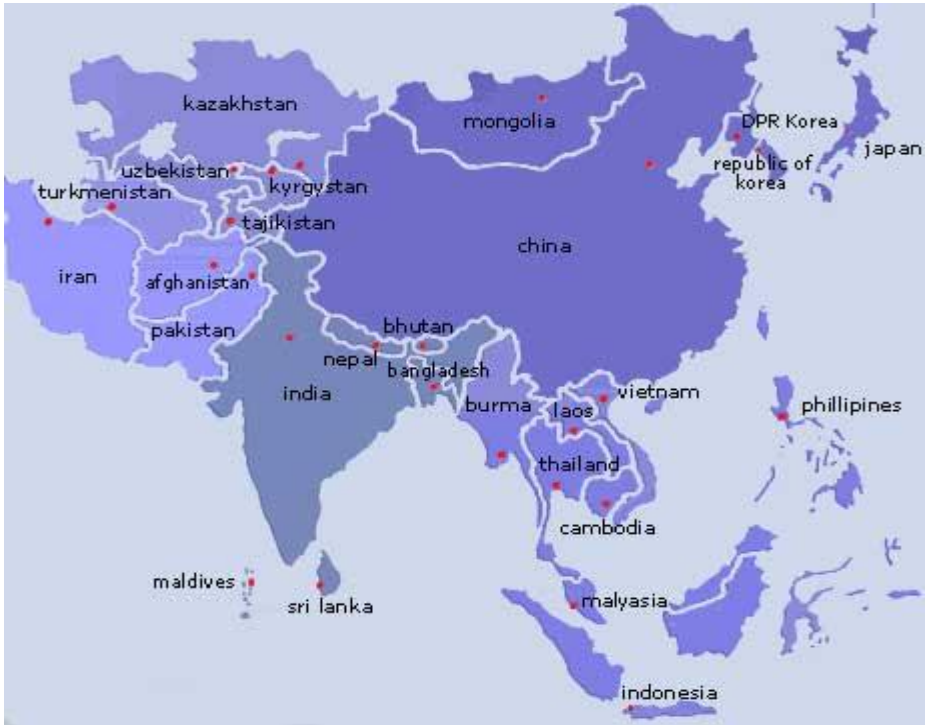 kazakhstan
mongolia
DPR Korea
japan
republic of
korea
uzbekistan
kyrgystan
turkmenistan
tajikistan
china
iran
afghanistan
pakistan
bhutan
nepal
bangladesh
india
burma
laos
vietnam
phillipines
thailand
cambodia
maldives
sri lanka
malyasia
indonesia